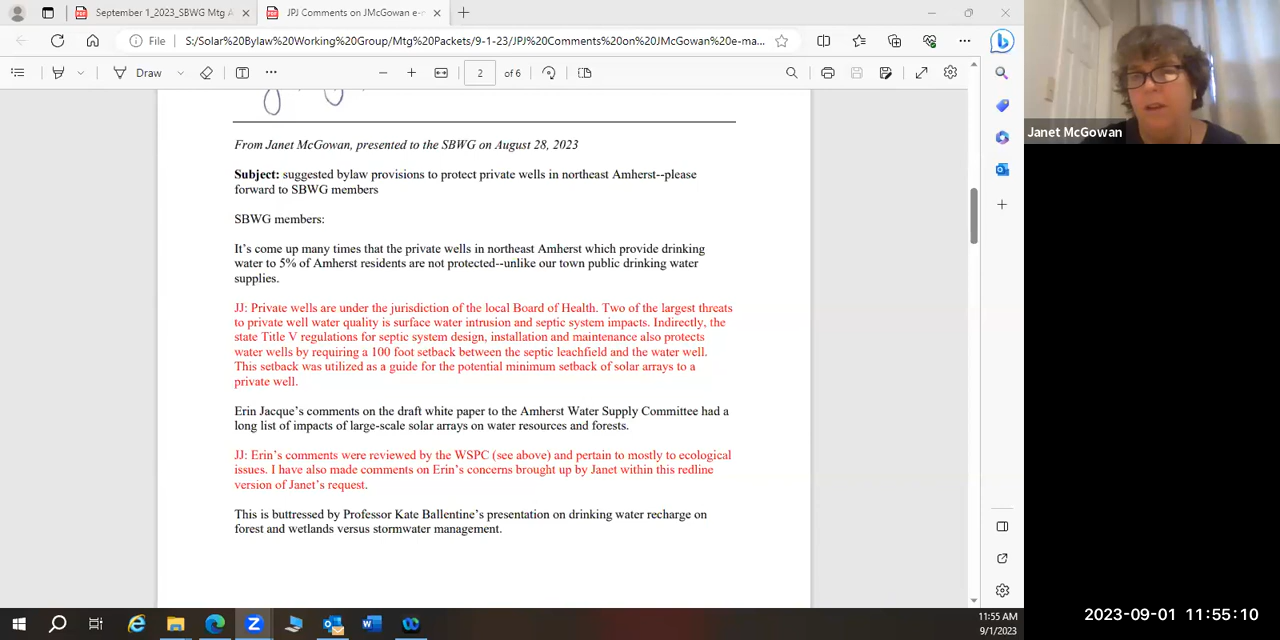 September 1_2023_SBWG Mtg A
JPJ Comments on JMcGowan e-m
File
S:/Solar%20Bylaw%20Working%20Group/Mtg%20Packets/9-1-23/JPJ%20Comments%20on%20JMcGowan%20e-ma...
Draw
2 of 6
Janet McGowan
From Janet McGowan, presented to the SBWG on August 28, 2023
Subject: suggested bylaw provisions to protect private wells in northeast Amherst--please
forward to SBWG members
SBWG members:
It's come up many times that the private wells in northeast Amherst which provide drinking
water to 5% of Amherst residents are not protected--unlike our town public drinking water
supplies.
JJ: Private wells are under the jurisdiction of the local Board of Health. Two of the largest threats
to private well water quality is surface water intrusion and septic system impacts. Indirectly, the
state Title V regulations for septic system design, installation and maintenance also protects
water wells by requiring a 100 foot setback between the septic leachfield and the water well.
This setback was utilized as a guide for the potential minimum setback of solar arrays to a
private well.
Erin Jacque's comments on the draft white paper to the Amherst Water Supply Committee had a
long list of impacts of large-scale solar arrays on water resources and forests.
JJ: Erin's comments were reviewed by the WSPC (see above) and pertain to mostly to ecological
issues. I have also made comments on Erin's concerns brought up by Janet within this redline
version of Janet's request.
This is buttressed by Professor Kate Ballentine's presentation on drinking water recharge on
forest and wetlands versus stormwater management.
11:55 AM
9/1/2023
2023-09-01 11:55:10